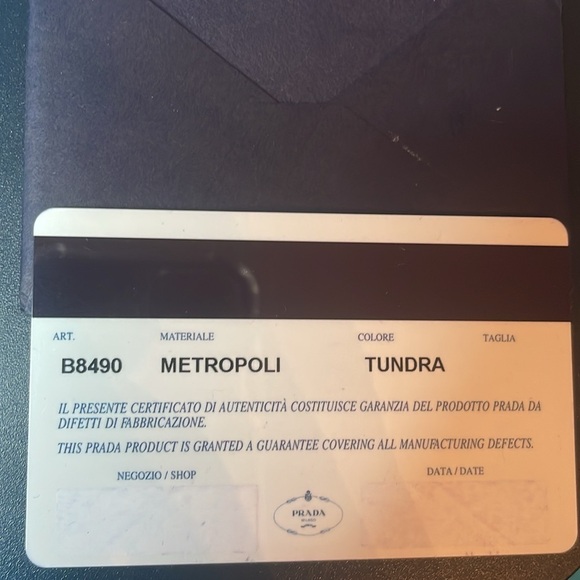 ART. MATERIALE COLORE TAGLIA
B8490 METROPOLI TUNDRA
IL PRESENTE CERTIFICATO DI AUTENTICITÀ COSTITUISCE GARANZIA DEL PRODOTTO PRADA DA
DIFETTI DI FABBRICAZIONE.
THIS PRADA PRODUCT IS GRANTED A GUARANTEE COVERING ALL MANUFACTURING DEFECTS.
NEGOZIO / SHOP DATA / DATE
PRADA
MILANO